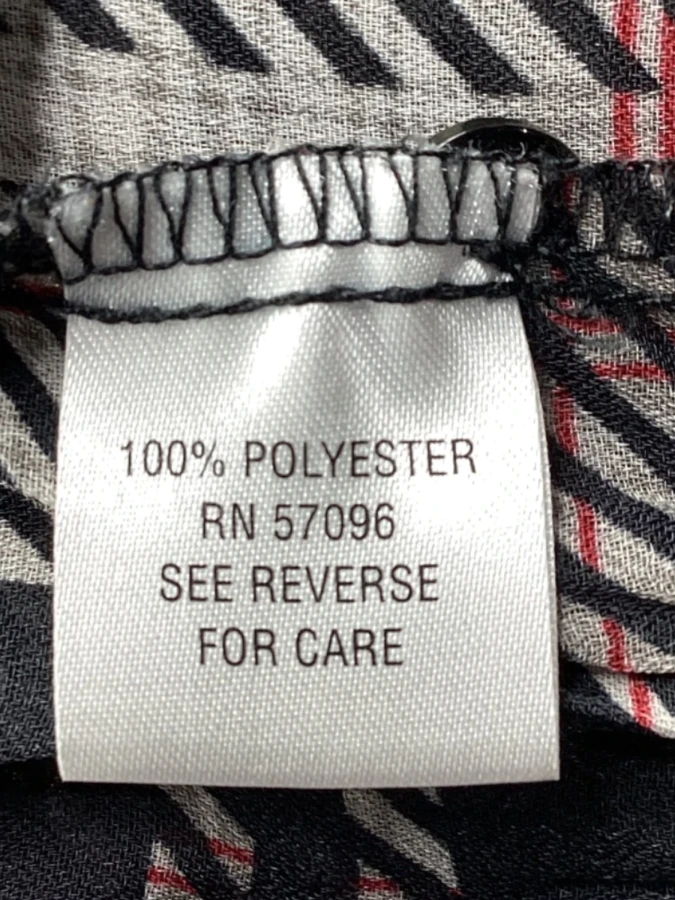 100% POLYESTER
RN 57096
SEE REVERSE
FOR CARE